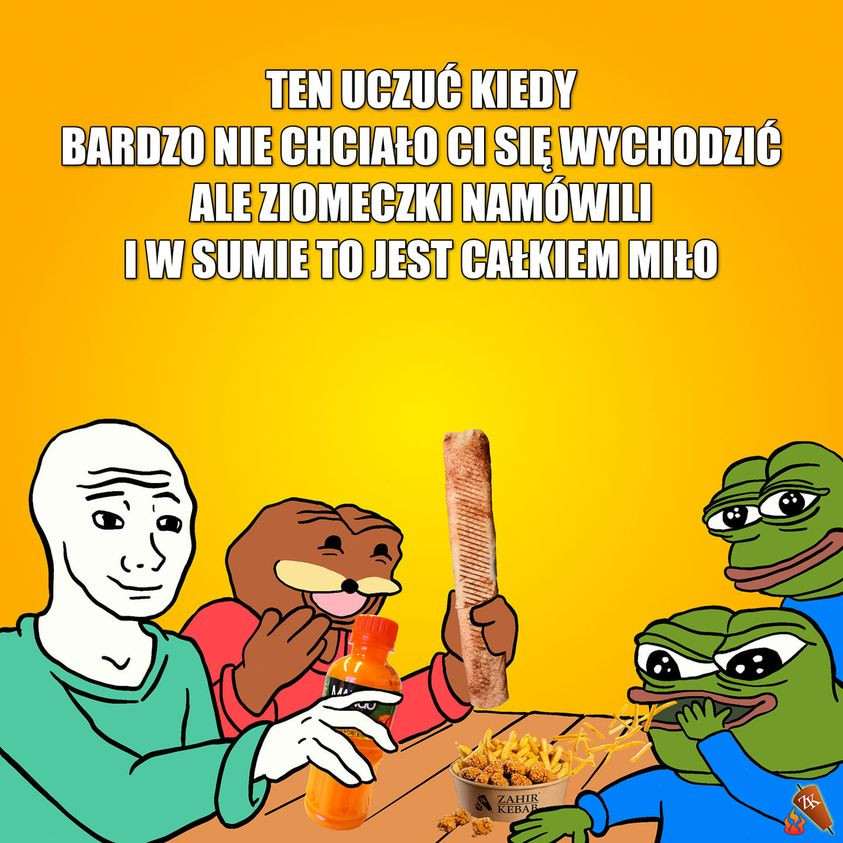 TEN UCZUĆ KIEDY
BARDZO NIE CHCIAŁO CI SIĘ WYCHODZIĆ
ALE ZIOMECZKI NAMÓWILI
I W SUMIE TO JEST CAŁKIEM MIŁO
ZAHIR
KEBAB
ZK